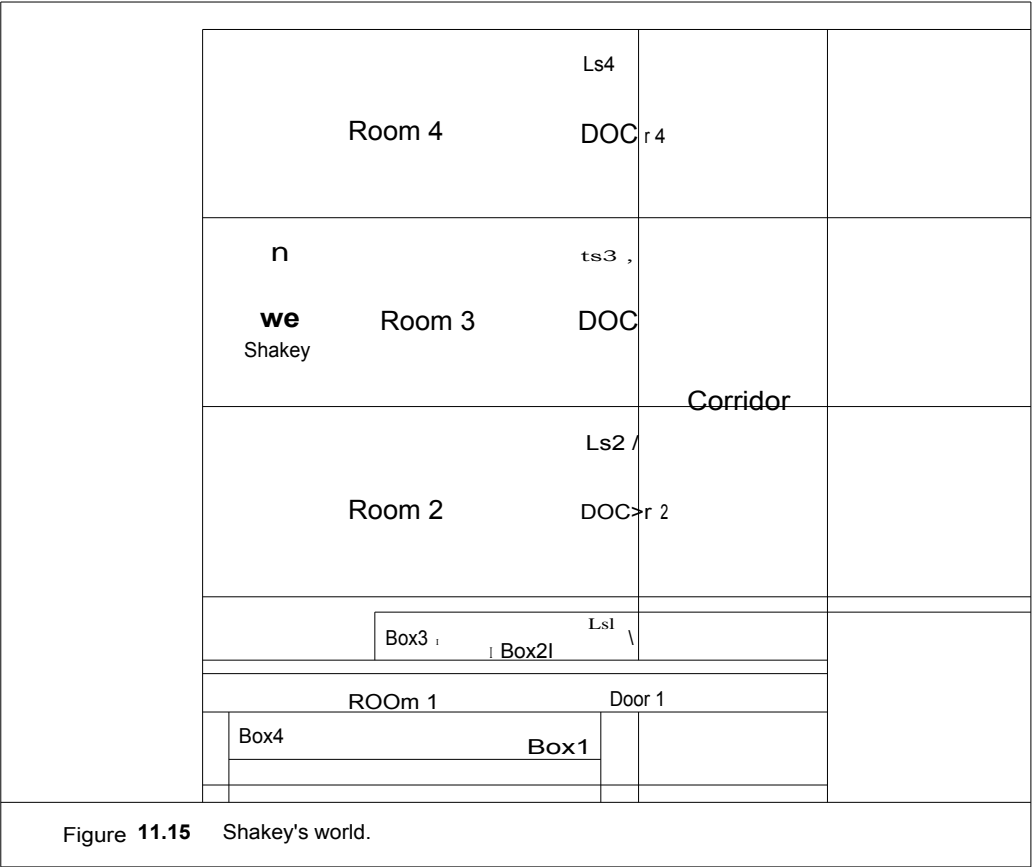 Ls4
Room 4 DOC r 4
n ts3 ,
we Room 3 DOC
Shakey
Corridor
Ls2 /
Room 2 DOC>r 2
Lsl \
Box3 I
I Box2I
ROOm 1 Door 1
Box4 Box1
Figure 11.15 Shakey's world.